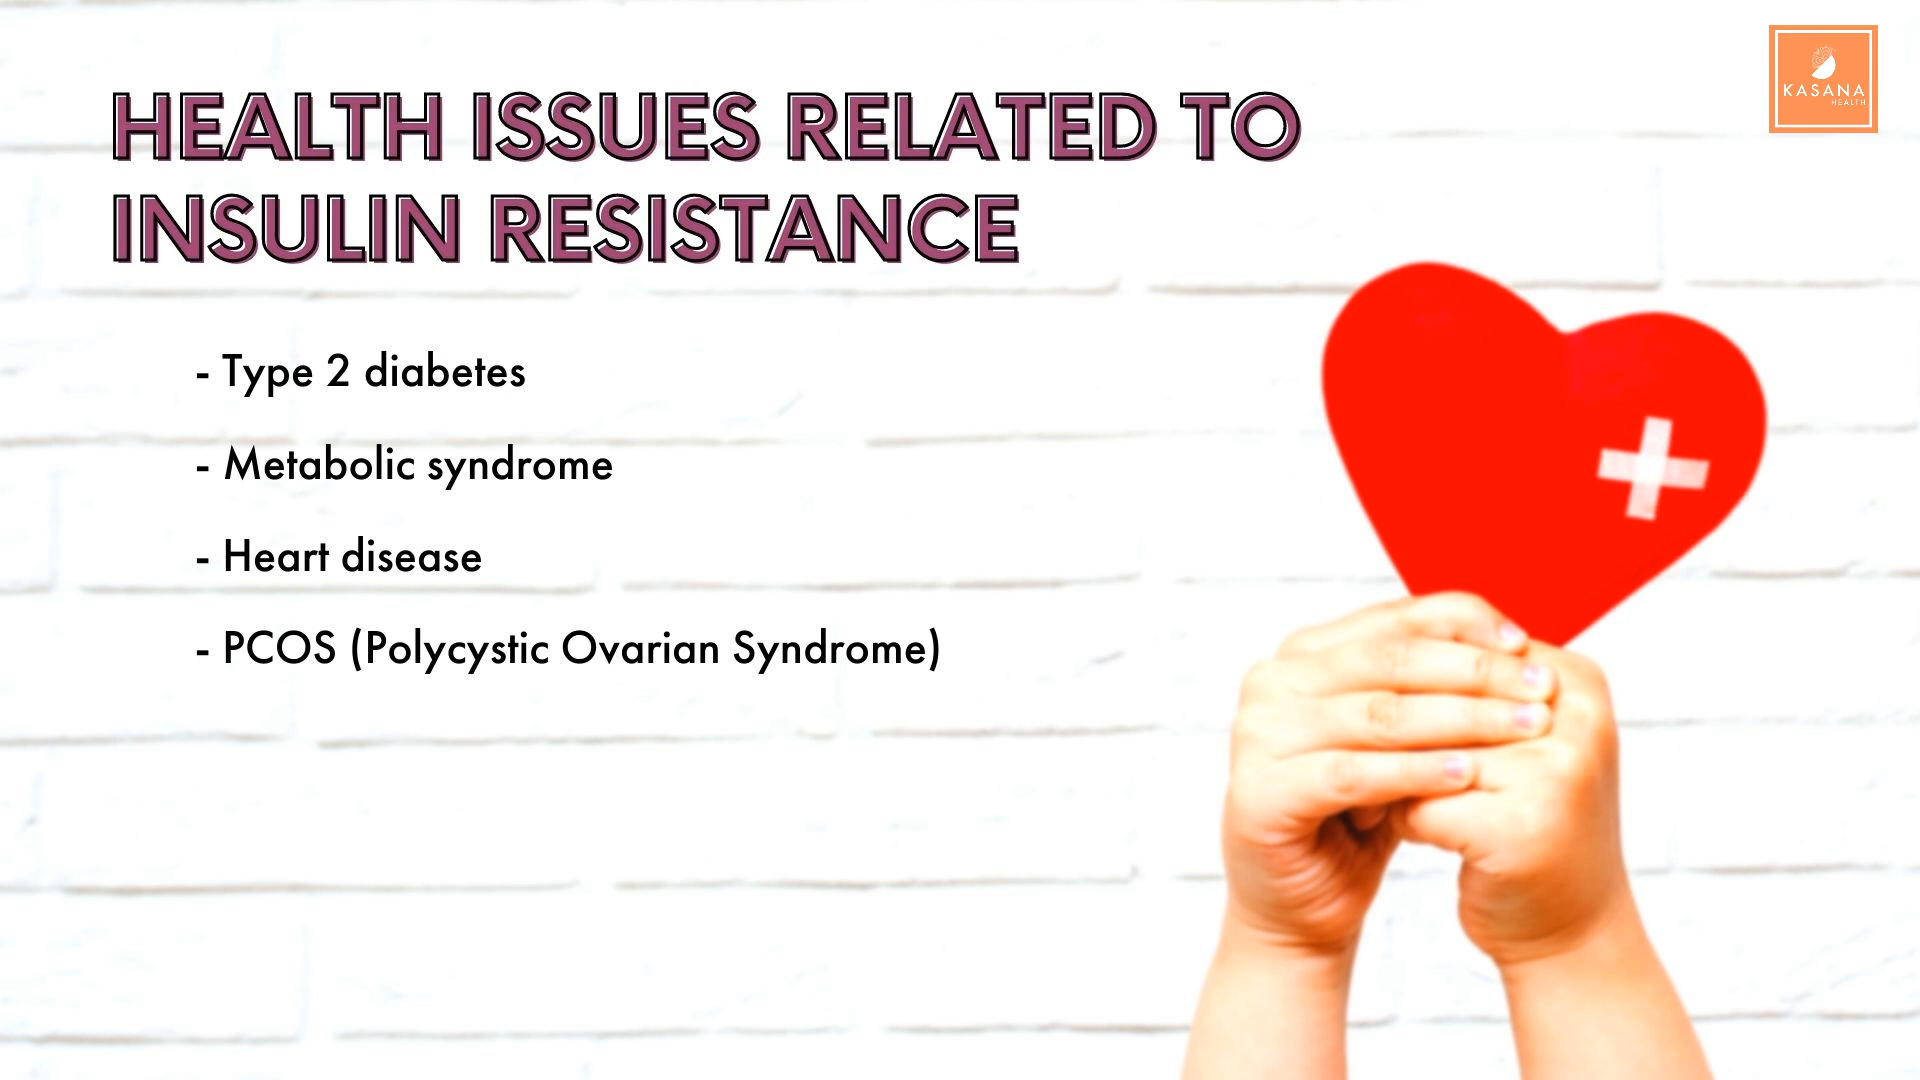 KASANA
HEALTH
HEALTH ISSUES RELATED TO
INSULIN RESISTANCE
- Type 2 diabetes
- Metabolic syndrome
- Heart disease
- PCOS (Polycystic Ovarian Syndrome)